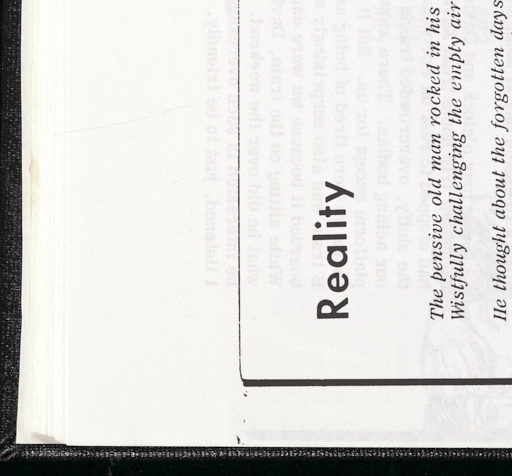 Reality
The pensive old man rocked in his
Wistfully challenging the empty air
He thought about the forgotten days